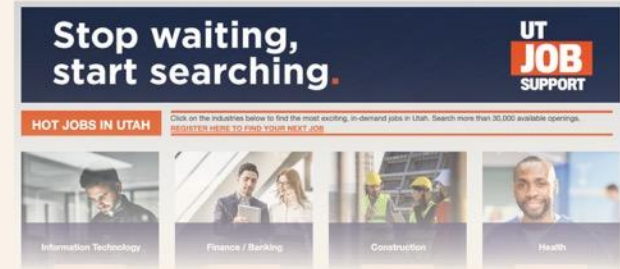 Stop waiting,
start searching.
UT
JOB
SUPPORT
HOT JOBS IN UTAH
Click on the industries below to find the most exciting, in-demand jobs in Utah. Search more than 30,000 available openings.
REGISTER HERE TO FIND YOUR NEXT JOB
Information Technology
Finance / Banking
Construction
Health